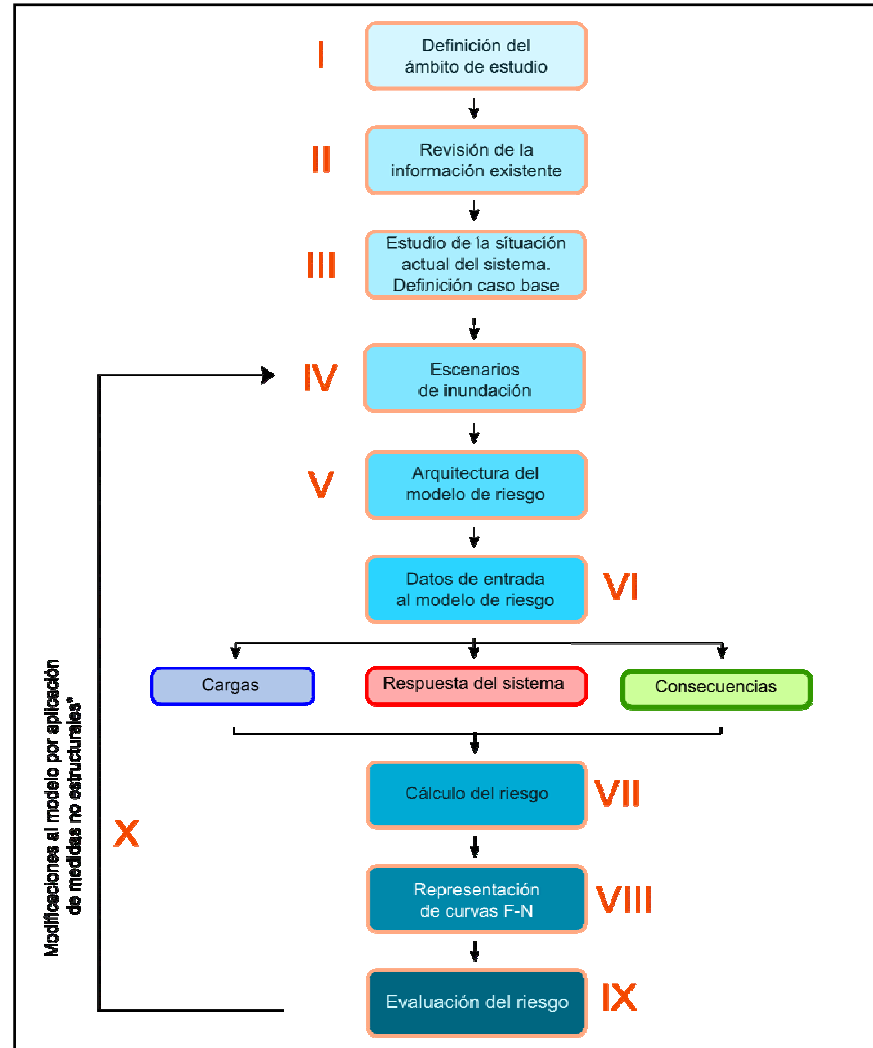 I
Definición del
ámbito de estudio
II
Revisión de la
información existente
III
Estudio de la situación
actual del sistema.
Definición caso base
IV
Escenarios
de inundación
V
Arquitectura del
modelo de riesgo
Datos de entrada
al modelo de riesgo
VI
Cargas
Respuesta del sistema
Consecuencias
Cálculo del riesgo
VII
Representación
de curvas F-N
VIII
Evaluación del riesgo
IX
X
Modificaciones al modelo por aplicación
de medidas no estructurales*